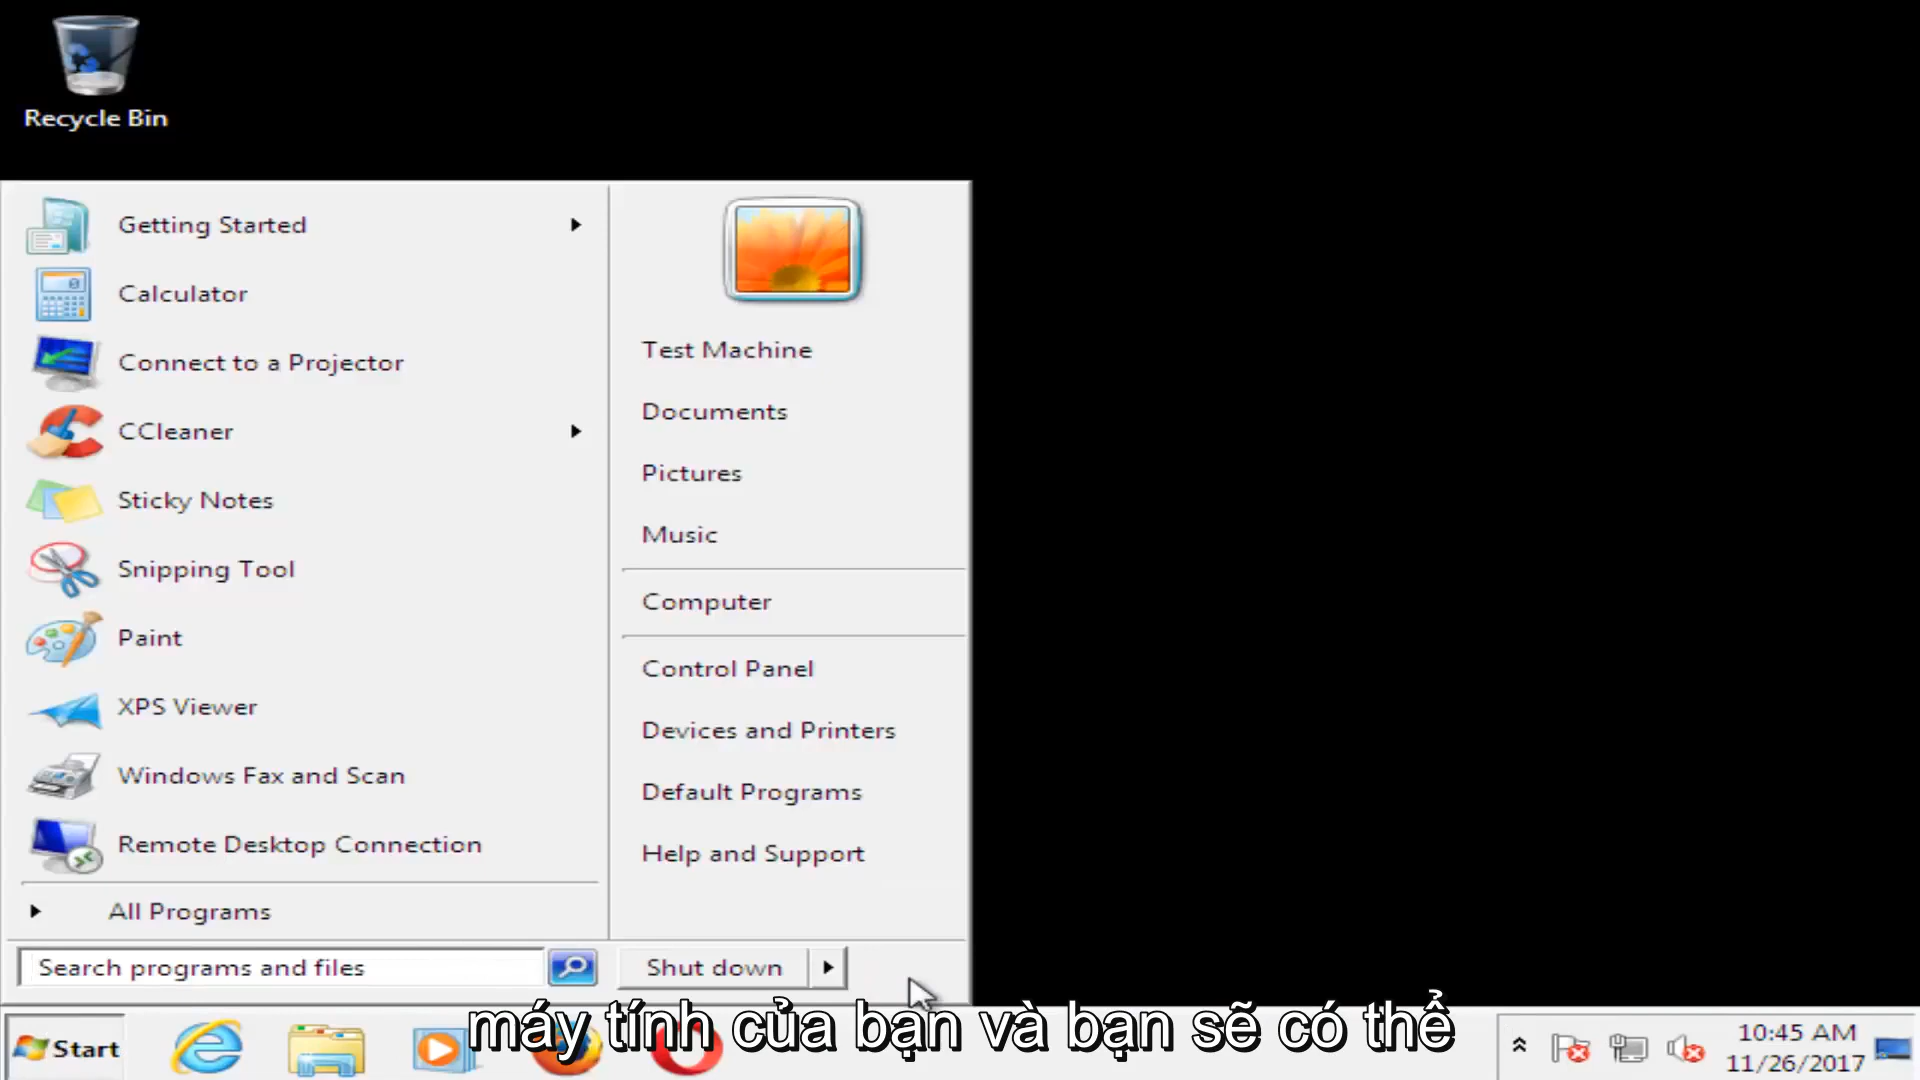 Recycle Bin
Getting Started
Calculator
Connect to a Projector
CCleaner
Sticky Notes
Snipping Tool
Paint
XPS Viewer
Windows Fax and Scan
Remote Desktop Connection
All Programs
Search programs and files
Test Machine
Documents
Pictures
Music
Computer
Control Panel
Devices and Printers
Default Programs
Help and Support
Shut down
máy tính của bạn và bạn sẽ có thể
Start
10:45 AM
11/26/2017